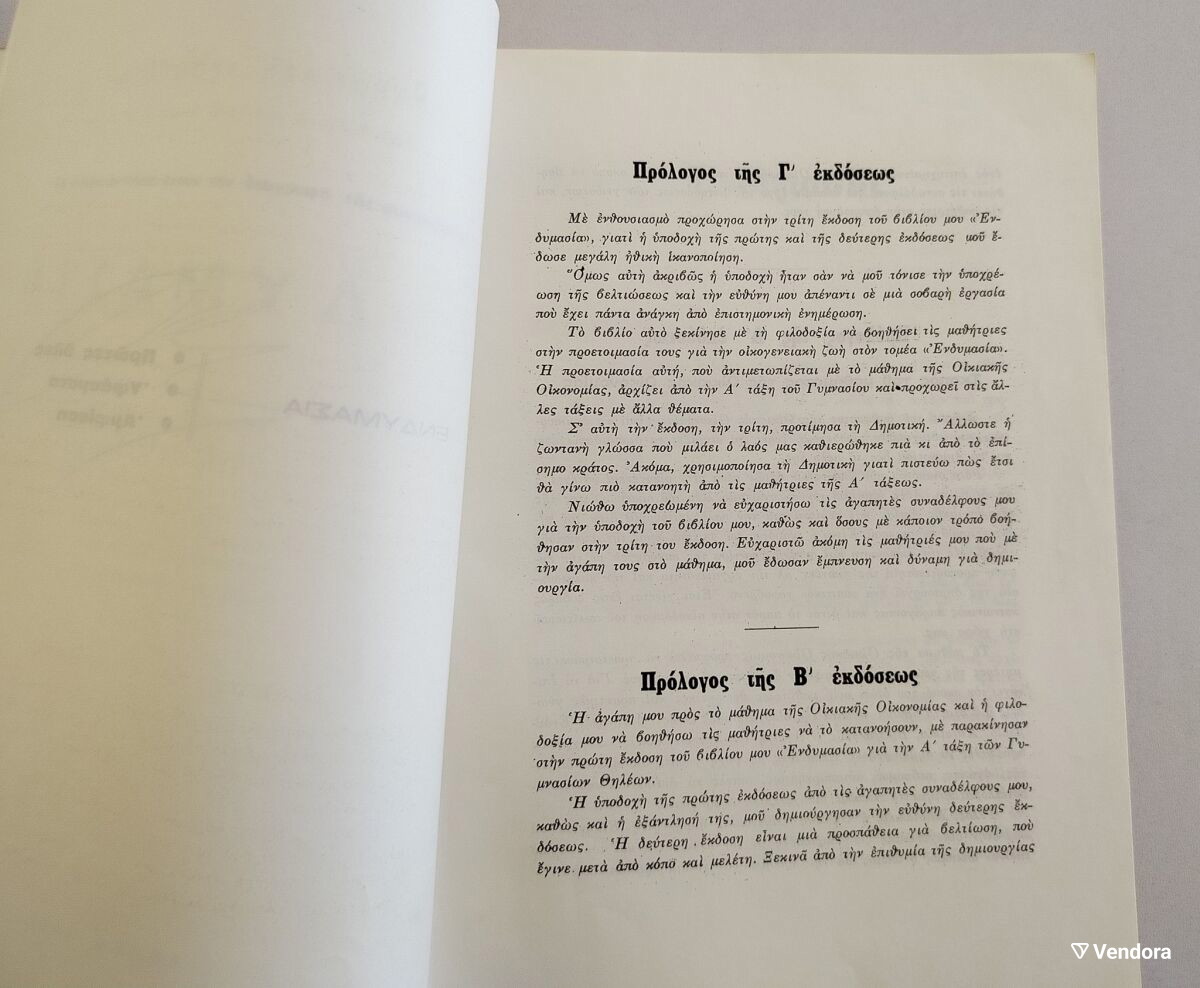 Πρόλογος τῆς Γ' ἐκδόσεως
Μὲ ἐνθουσιασμὸ προχώρησα στὴν τρίτη ἔκδοση τοῦ βιβλίου μου «Ἐν-
δυμασία», γιατὶ ἡ ὑποδοχὴ τῆς πρώτης καὶ τῆς δεύτερης ἐκδόσεως μοῦ ἔ-
δωσε μεγάλη ἠθικὴ ἱκανοποίηση.
Ὅμως αὐτὴ ἀκριβῶς ἡ ὑποδοχὴ ἦταν σὰν νὰ μοῦ τόνισε τὴν ὑποχρέ-
ωση τῆς βελτιώσεως καὶ τὴν εὐθύνη μου ἀπέναντι σὲ μιὰ σοβαρὴ ἐργασία
ποὺ ἔχει πάντα ἀνάγκη ἀπὸ ἐπιστημονικὴ ἐνημέρωση.
Τὸ βιβλίο αὐτὸ ξεκίνησε μὲ τὴ φιλοδοξία νὰ βοηθήσει τὶς μαθήτριες
στὴν προετοιμασία τους γιὰ τὴν οἰκογενειακὴ ζωὴ στὸν τομέα «Ἐνδυμασία».
Ἡ προετοιμασία αὐτή, ποὺ ἀντιμετωπίζεται μὲ τὸ μάθημα τῆς Οἰκιακῆς
Οἰκονομίας, ἀρχίζει ἀπὸ τὴν Α´ τάξη τοῦ Γυμνασίου καὶ προχωρεῖ στὶς ἄλ-
λες τάξεις μὲ ἄλλα θέματα.
Σ' αὐτὴ τὴν ἔκδοση, τὴν τρίτη, προτίμησα τὴ Δημοτική. Ἄλλωστε ἡ
ζωντανὴ γλώσσα ποὺ μιλάει ὁ λαός μας καθιερώθηκε πιὰ κι ἀπὸ τὸ ἐπί-
σημο κράτος. Ἀκόμα, χρησιμοποίησα τὴ Δημοτικὴ γιατὶ πιστεύω πὼς ἔτσι
θὰ γίνω πιὸ κατανοητὴ ἀπὸ τὶς μαθήτριες τῆς Α´ τάξεως.
Νιώθω ὑποχρεωμένη νὰ εὐχαριστήσω τὶς ἀγαπητὲς συναδέλφους μου
γιὰ τὴν ὑποδοχὴ τοῦ βιβλίου μου, καθὼς καὶ ὅσους μὲ κάποιον τρόπο βοή-
θησαν στὴν τρίτη του ἔκδοση. Εὐχαριστῶ ἀκόμη τὶς μαθήτριές μου ποὺ μὲ
τὴν ἀγάπη τους στὸ μάθημα, μοῦ ἔδωσαν ἔμπνευση καὶ δύναμη γιὰ δημι-
ουργία.
Πρόλογος τῆς Β' ἐκδόσεως
Ἡ ἀγάπη μου πρὸς τὸ μάθημα τῆς Οἰκιακῆς Οἰκονομίας καὶ ἡ φιλο-
δοξία μου νὰ βοηθήσω τὶς μαθήτριες νὰ τὸ κατανοήσουν, μὲ παρακίνησαν
στὴν πρώτη ἔκδοση τοῦ βιβλίου μου «Ἐνδυμασία» γιὰ τὴν Α´ τάξη τῶν Γυ-
μνασίων Θηλέων.
Ἡ ὑποδοχὴ τῆς πρώτης ἐκδόσεως ἀπὸ τὶς ἀγαπητὲς συναδέλφους μου,
καθὼς καὶ ἡ ἐξάντλησή της, μοῦ δημιούργησαν τὴν εὐθύνη δεύτερης ἐκ-
δόσεως. Ἡ δεύτερη ἔκδοση εἶναι μιὰ προσπάθεια γιὰ βελτίωση, ποὺ
ἔγινε μετὰ ἀπὸ κόπο καὶ μελέτη. Ξεκινᾶ ἀπὸ τὴν ἐπιθυμία τῆς δημιουργίας
Vendora